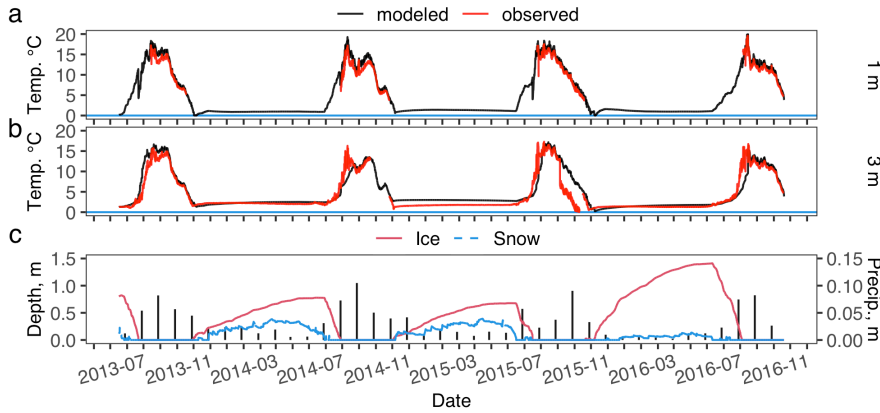 a
modeled observed
20
15
10
5
0
Temp. °C
1 m
b
20
15
10
5
0
Temp. °C
3 m
c
Ice Snow
1.5
1.0
0.5
0.0
Depth, m
0.15
0.10
0.05
0.00
Precip., m
2013-07 2013-11 2014-03 2014-07 2014-11 2015-03 2015-07 2015-11 2016-03 2016-07 2016-11
Date